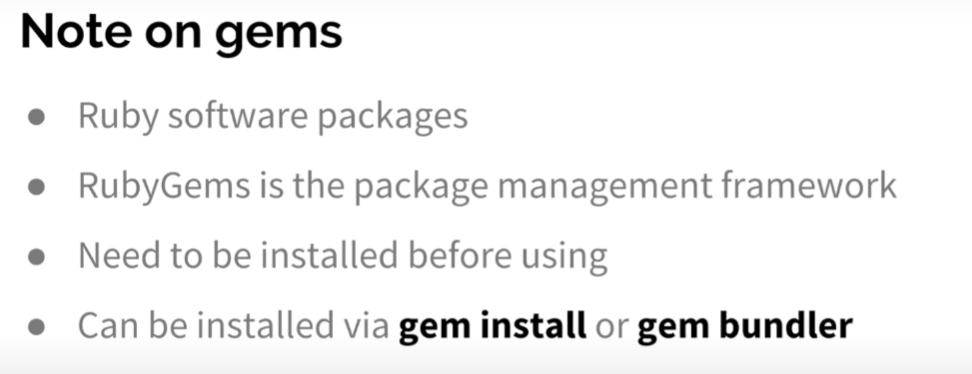 Note on gems
● Ruby software packages
● RubyGems is the package management framework
● Need to be installed before using
● Can be installed via gem install or gem bundler